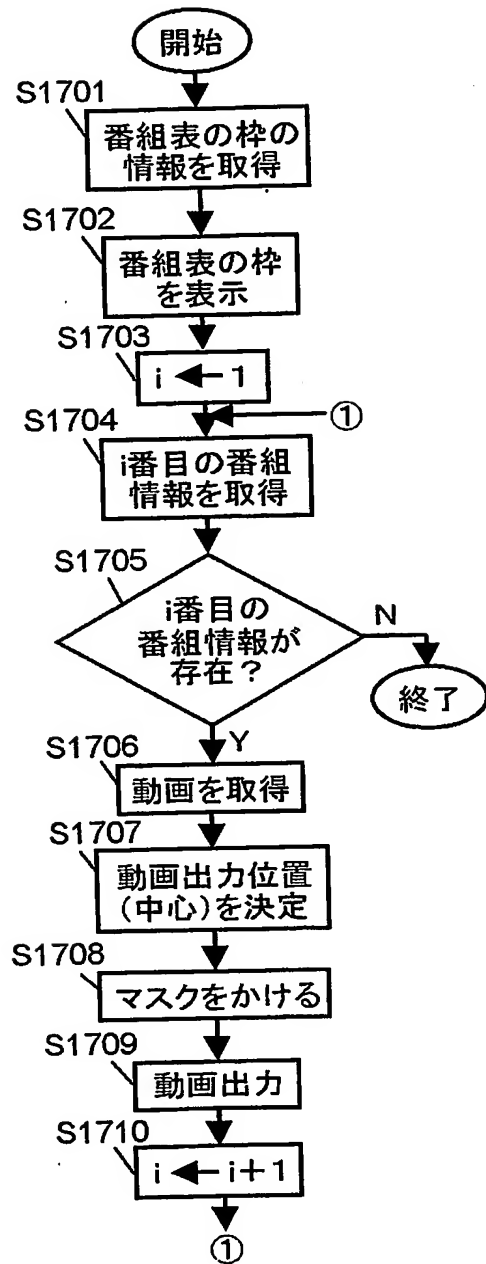 開始
S1701
番組表の枠の
情報を取得
S1702
番組表の枠
を表示
S1703
i ← 1
①
S1704
i番目の番組
情報を取得
S1705
i番目の
番組情報が
存在？
N
終了
Y
S1706
動画を取得
S1707
動画出力位置
(中心)を決定
S1708
マスクをかける
S1709
動画出力
S1710
i ← i+1
①